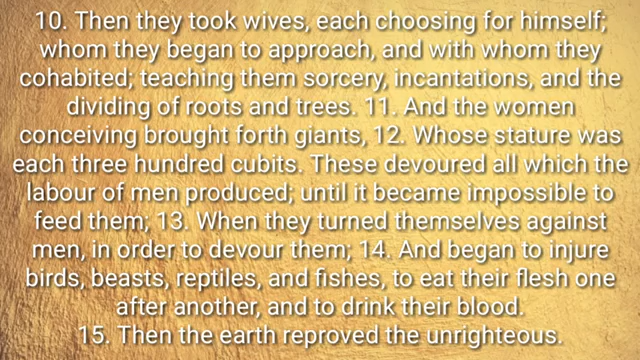 10. Then they took wives, each choosing for himself;
whom they began to approach, and with whom they
cohabited; teaching them sorcery, incantations, and the
dividing of roots and trees. 11. And the women
conceiving brought forth giants, 12. Whose stature was
each three hundred cubits. These devoured all which the
labour of men produced; until it became impossible to
feed them; 13. When they turned themselves against
men, in order to devour them; 14. And began to injure
birds, beasts, reptiles, and fishes, to eat their flesh one
after another, and to drink their blood.
15. Then the earth reproved the unrighteous.